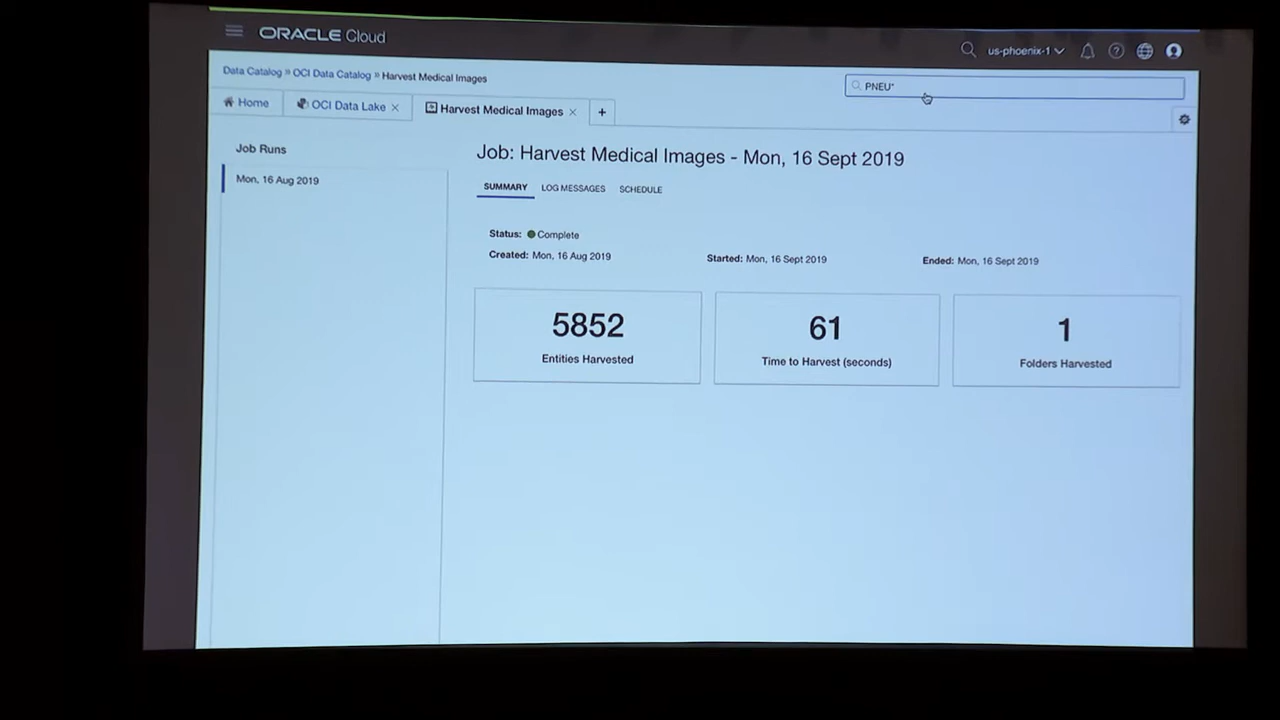 ORACLE Cloud
us-phoenix-1
Data Catalog » OCI Data Catalog » Harvest Medical Images
PNEU*
Home
OCI Data Lake ×
Harvest Medical Images ×
+
Job Runs
Mon, 16 Aug 2019
Job: Harvest Medical Images - Mon, 16 Sept 2019
SUMMARY LOG MESSAGES SCHEDULE
Status: Complete
Created: Mon, 16 Aug 2019
Started: Mon, 16 Sept 2019
Ended: Mon, 16 Sept 2019
5852
Entities Harvested
61
Time to Harvest (seconds)
1
Folders Harvested